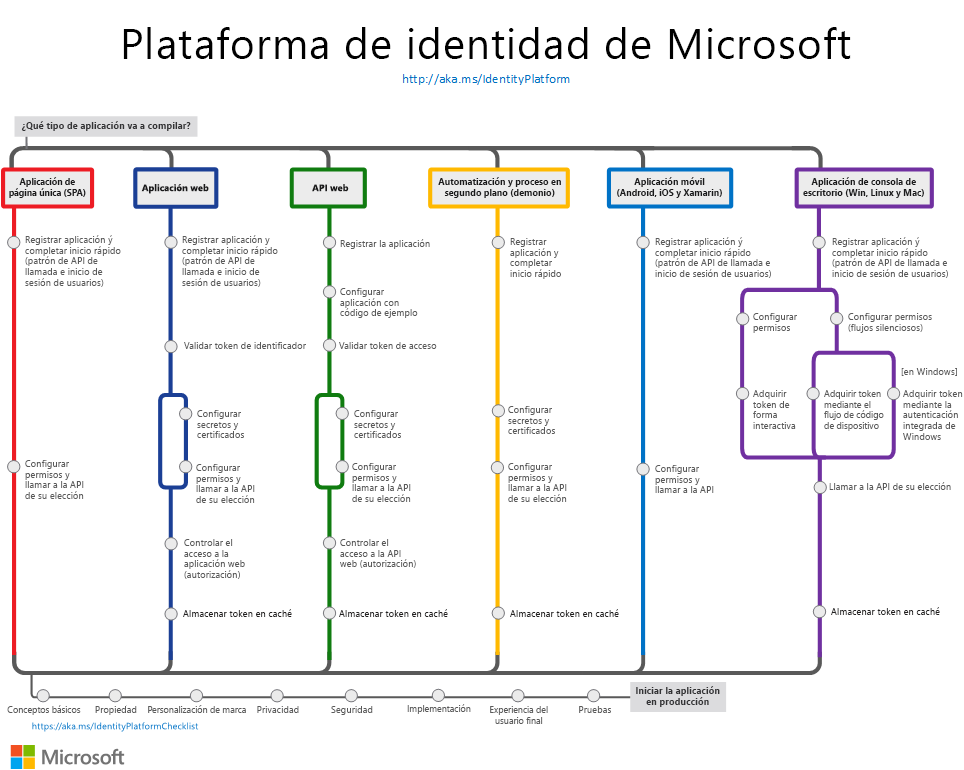 Plataforma de identidad de Microsoft
http://aka.ms/IdentityPlatform
¿Qué tipo de aplicación va a compilar?
Aplicación de
página única (SPA)
Registrar aplicación y
completar inicio rápido
(patrón de API de
llamada e inicio de
sesión de usuarios)
Configurar
permisos y
llamar a la API
de su elección
Aplicación web
Registrar aplicación y
completar inicio rápido
(patrón de API de
llamada e inicio de
sesión de usuarios)
Validar token de identificador
Configurar
secretos y
certificados
Configurar
permisos y
llamar a la API
de su elección
Controlar el
acceso a la
aplicación web
(autorización)
Almacenar token en caché
API web
Registrar la aplicación
Configurar
aplicación con
código de ejemplo
Validar token de acceso
Configurar
secretos y
certificados
Configurar
permisos y
llamar a la API
de su elección
Controlar el
acceso a la API
web (autorización)
Almacenar token en caché
Automatización y proceso en
segundo plano (demonio)
Registrar
aplicación y
completar
inicio rápido
Configurar
secretos y
certificados
Configurar
permisos y
llamar a la API
de su elección
Almacenar token en caché
Aplicación móvil
(Android, iOS y Xamarin)
Registrar aplicación y
completar inicio rápido
(patrón de API de llamada e
inicio de sesión de usuarios)
Configurar
permisos y
llamar a la API
Aplicación de consola de
escritorio (Win, Linux y Mac)
Registrar aplicación y
completar inicio rápido
(patrón de API de llamada e
inicio de sesión de usuarios)
Configurar
permisos
Configurar permisos
(flujos silenciosos)
[en Windows]
Adquirir
token de
forma
interactiva
Adquirir token
mediante el
flujo de código
de dispositivo
Adquirir token
mediante la
autenticación
integrada de
Windows
Llamar a la API de su elección
Almacenar token en caché
Iniciar la aplicación
en producción
Conceptos básicos
Propiedad
Personalización de marca
Privacidad
Seguridad
Implementación
Experiencia del
usuario final
Pruebas
https://aka.ms/IdentityPlatformChecklist
Microsoft